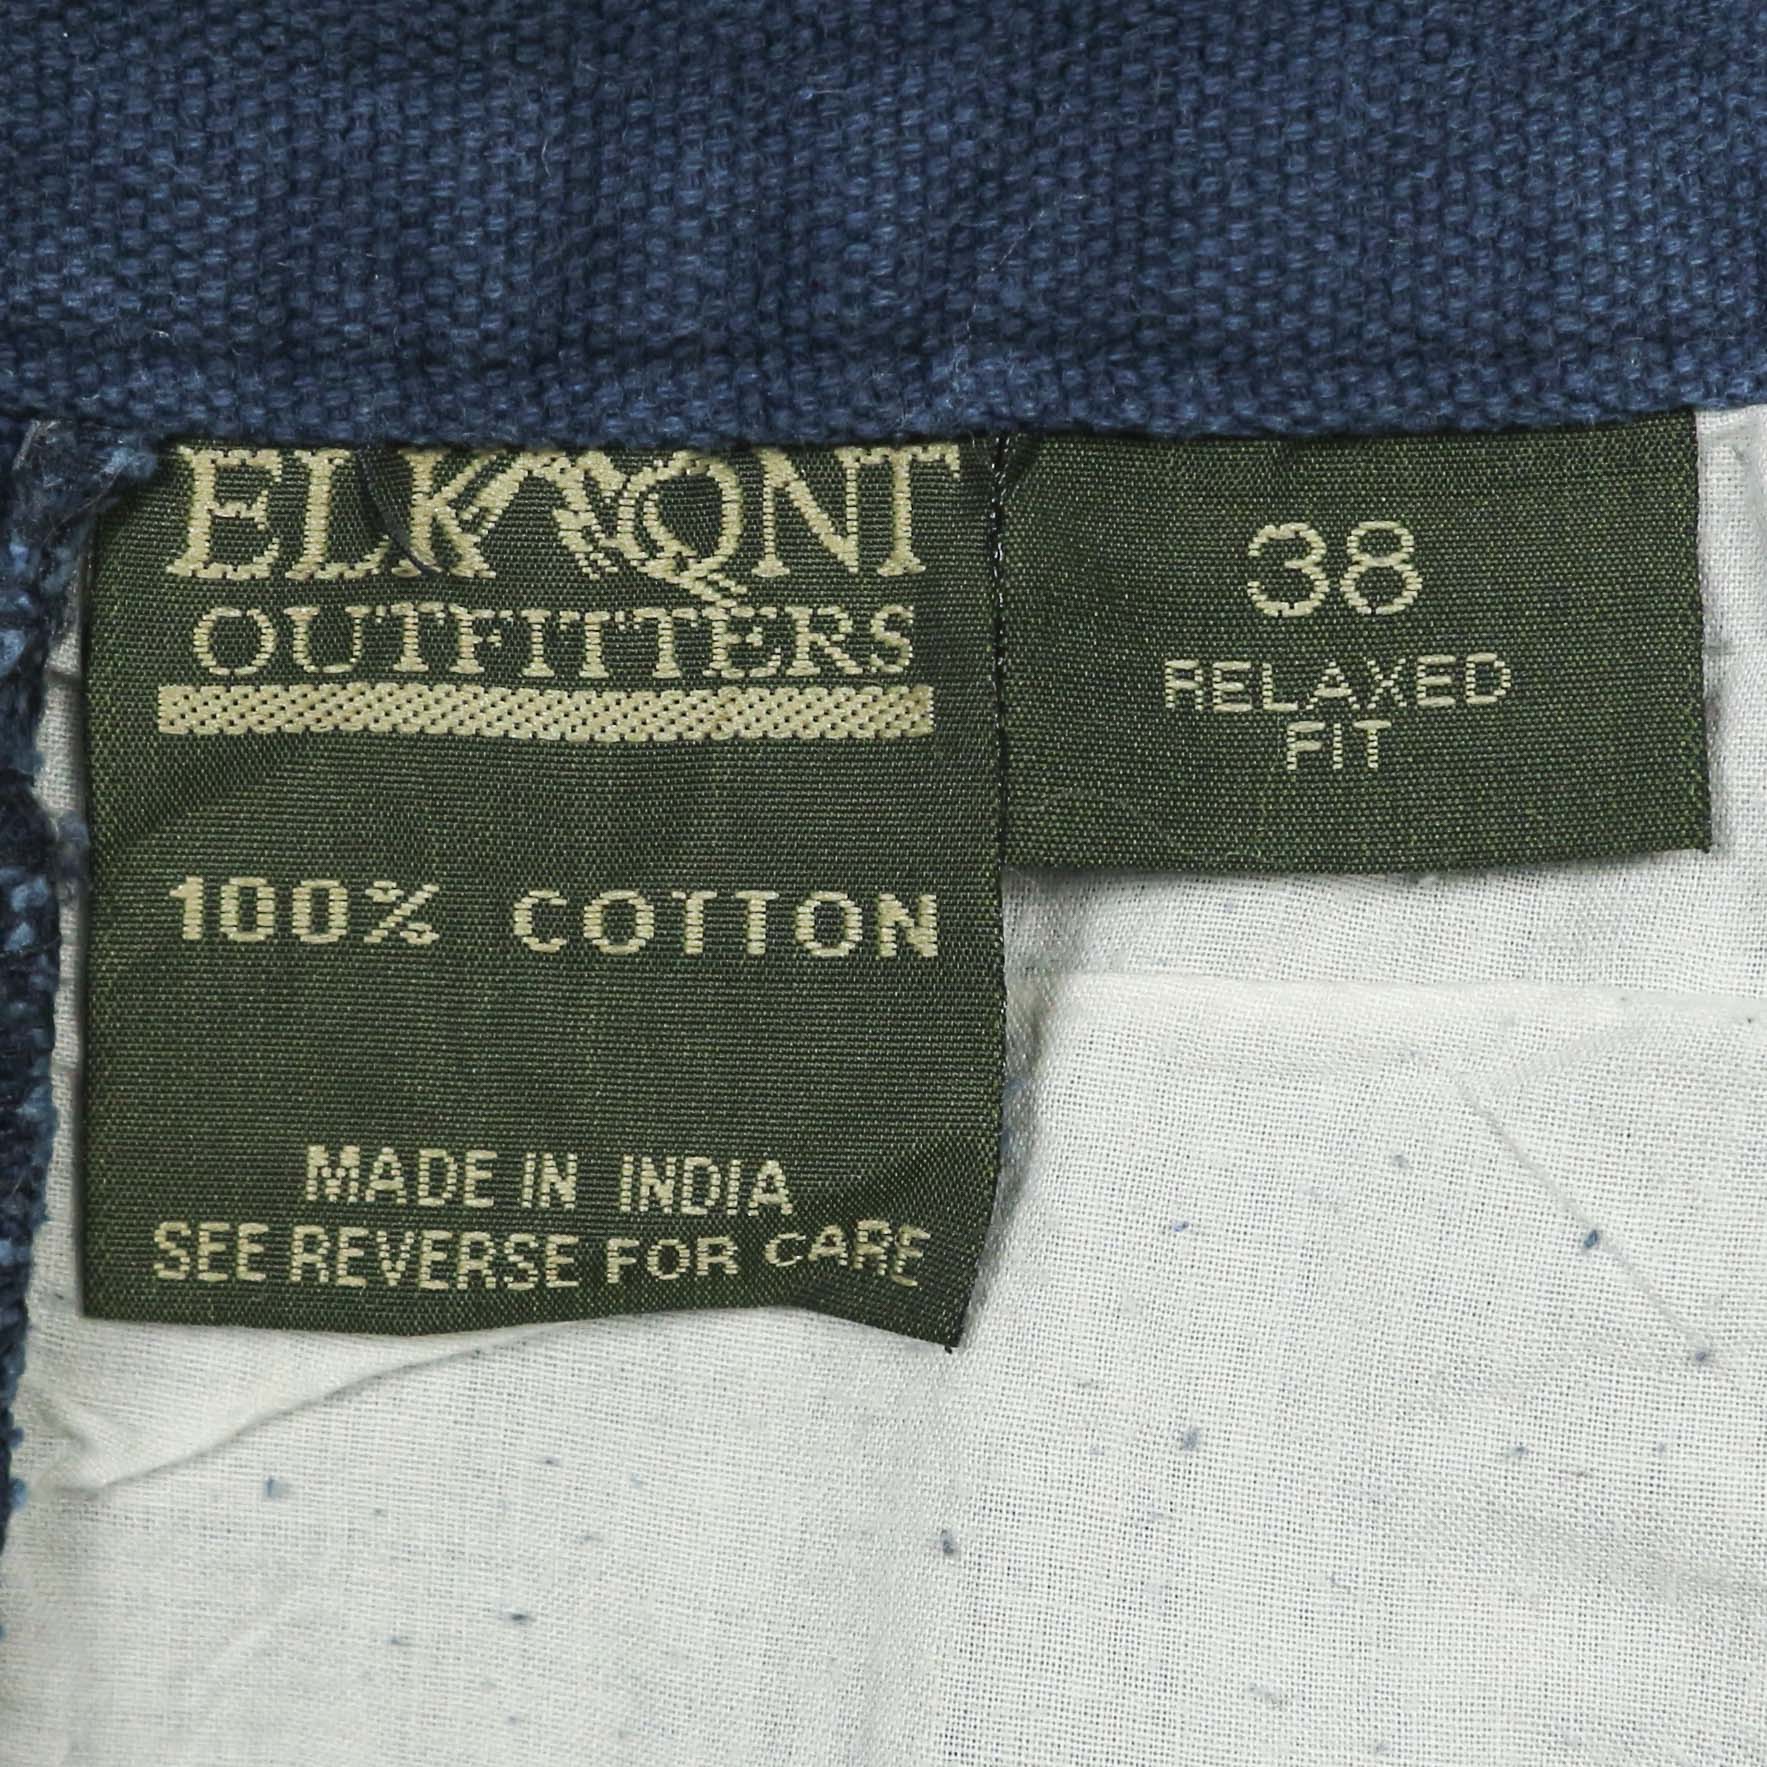 ELKMONT
OUTFITTERS
100% COTTON
MADE IN INDIA
SEE REVERSE FOR CARE
38
RELAXED
FIT